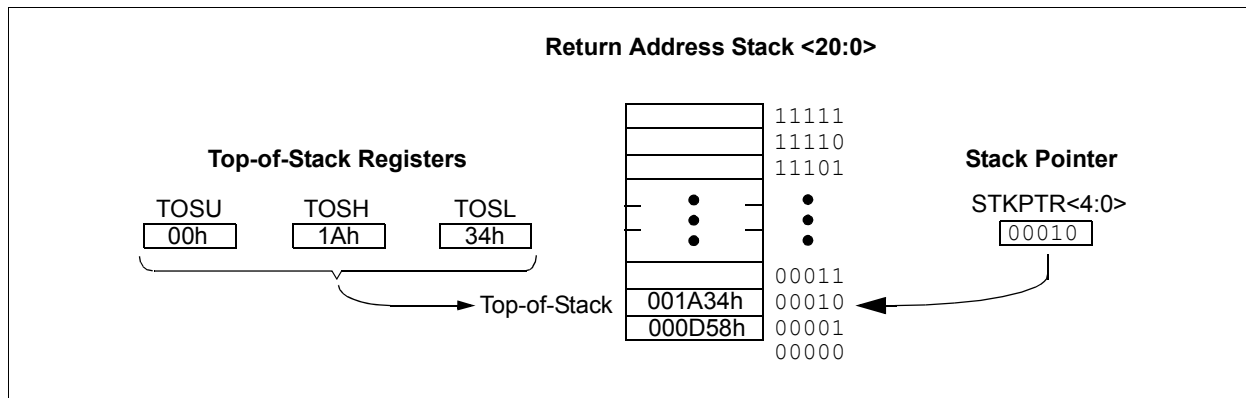 Return Address Stack <20:0>
11111
11110
Top-of-Stack Registers
11101
Stack Pointer
TOSU TOSH TOSL
STKPTR<4:0>
00h 1Ah 34h
00010
00011
Top-of-Stack 001A34h 00010
000D58h 00001
00000